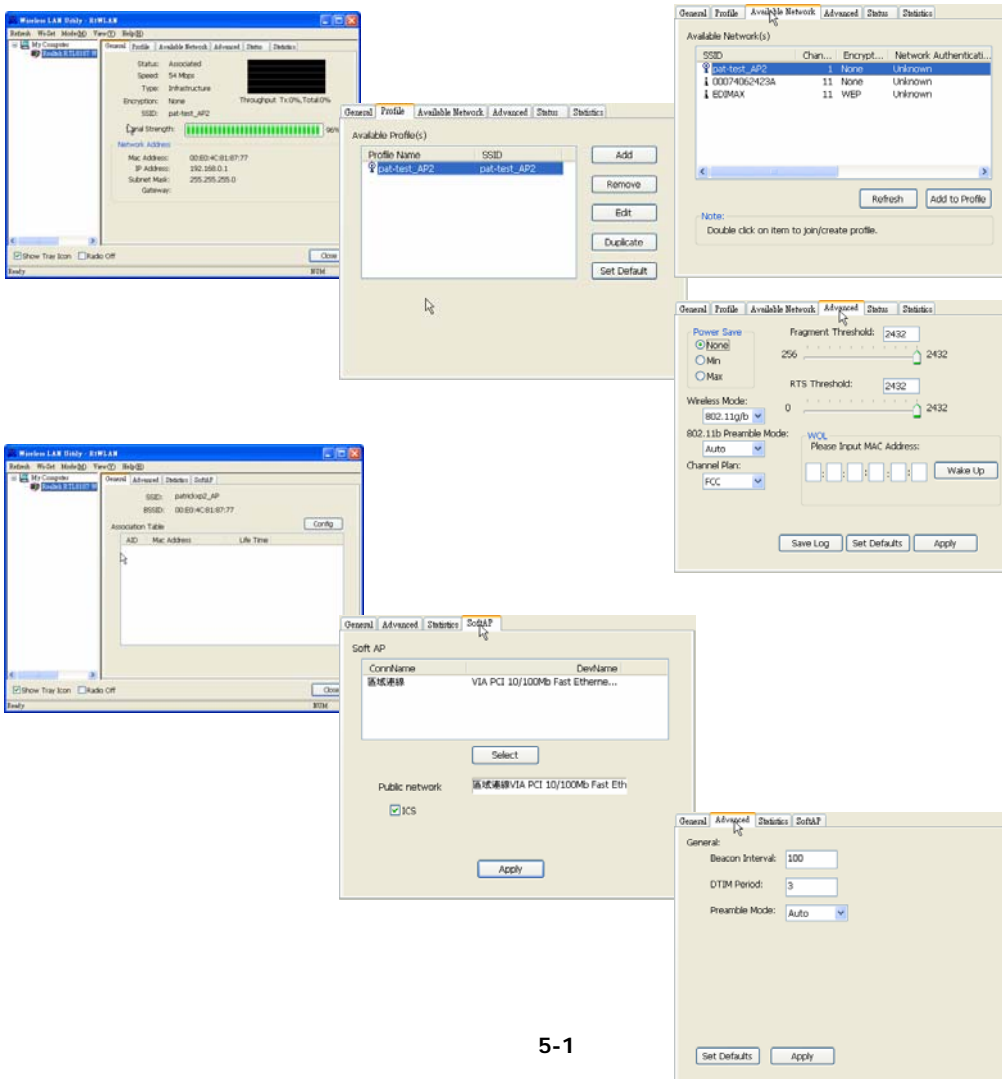 Wireless LAN Utility - RtWLAN
Refresh Wi-Set Mode(M) View(V) Help(H)
My Computer
General Profile Available Network Advanced Status Statistics
Status: Associated
Speed: 54 Mbps
Type: Infrastructure
Encryption: None
Throughput Tx:0%, Total:0%
SSID: pat-test_AP2
Signal Strength: 96%
Network Address
Mac Address: 00:E0:4C:81:87:77
IP Address: 192.168.0.1
Subnet Mask: 255.255.255.0
Gateway:
Show Tray Icon Radio Off
Close
Ready NUM
General Profile Available Network Advanced Status Statistics
Available Profile(s)
Profile Name SSID
pat-test_AP2 pat-test_AP2
Add
Remove
Edit
Duplicate
Set Default
General Profile Available Network Advanced Status Statistics
Available Network(s)
SSID Chan... Encrypt... Network Authenticati...
pat-test_AP2 1 None Unknown
00074062423A 11 None Unknown
EDIMAX 11 WEP Unknown
Refresh Add to Profile
Note:
Double click on item to join/create profile.
General Profile Available Network Advanced Status Statistics
Power Save
None
Min
Max
Fragment Threshold: 2432
256 2432
RTS Threshold: 2432
0 2432
Wireless Mode:
802.11g/b
802.11b Preamble Mode:
Auto
Channel Plan:
FCC
WOL
Please Input MAC Address:
: : : : :
Wake Up
Save Log Set Defaults Apply
Wireless LAN Utility - RtWLAN
Refresh Wi-Set Mode(M) View(V) Help(H)
My Computer
General Advanced Statistics SoftAP
SSID: patrickxp2_AP
BSSID: 00:E0:4C:81:87:77
Association Table
Config
AID Mac Address Life Time
Show Tray Icon Radio Off
Close
Ready NUM
General Advanced Statistics SoftAP
Soft AP
ConnName DevName
區域連線 VIA PCI 10/100Mb Fast Etherne...
Select
Public network 區域連線VIA PCI 10/100Mb Fast Eth
ICS
Apply
General Advanced Statistics SoftAP
General:
Beacon Interval: 100
DTIM Period: 3
Preamble Mode: Auto
Set Defaults Apply
5-1